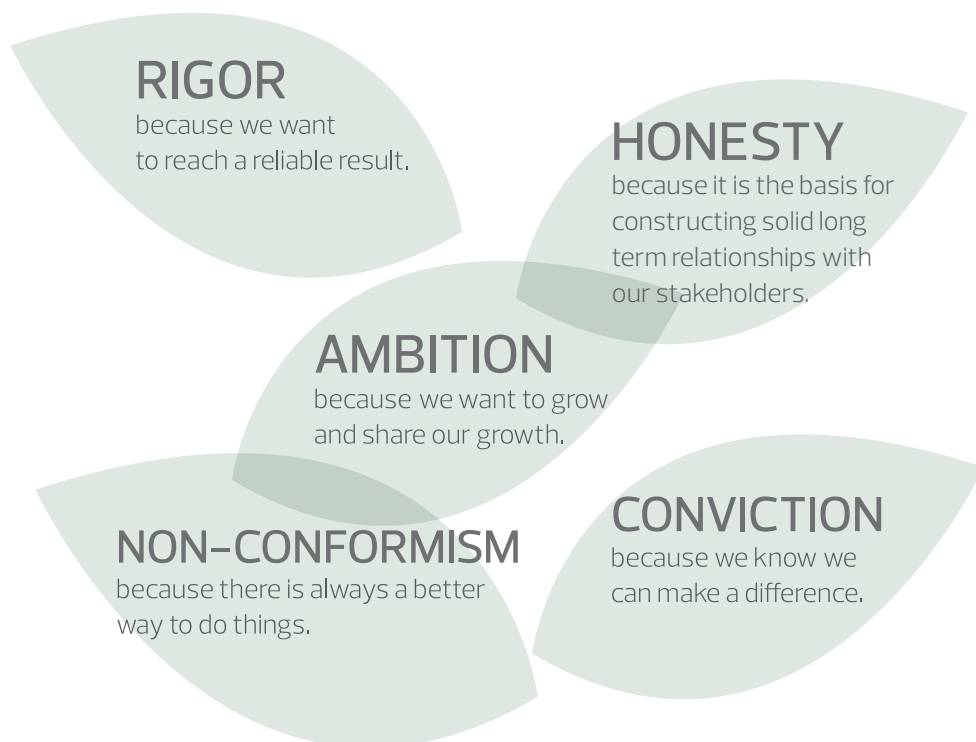 RIGOR
because we want
to reach a reliable result.
HONESTY
because it is the basis for
constructing solid long
term relationships with
our stakeholders.
AMBITION
because we want to grow
and share our growth.
NON–CONFORMISM
because there is always a better
way to do things.
CONVICTION
because we know we
can make a difference.